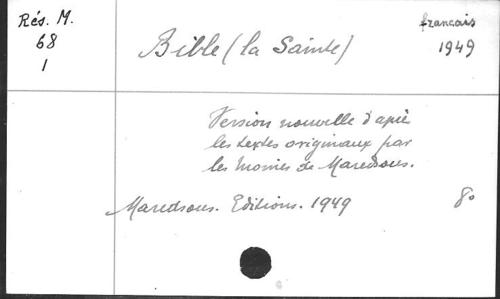 Rés. M.
68
1
français
1949
Bible (la Sainte)
Version nouvelle d'après
les textes originaux par
les moines de Maredsous.
Maredsous. Editions. 1949
8º